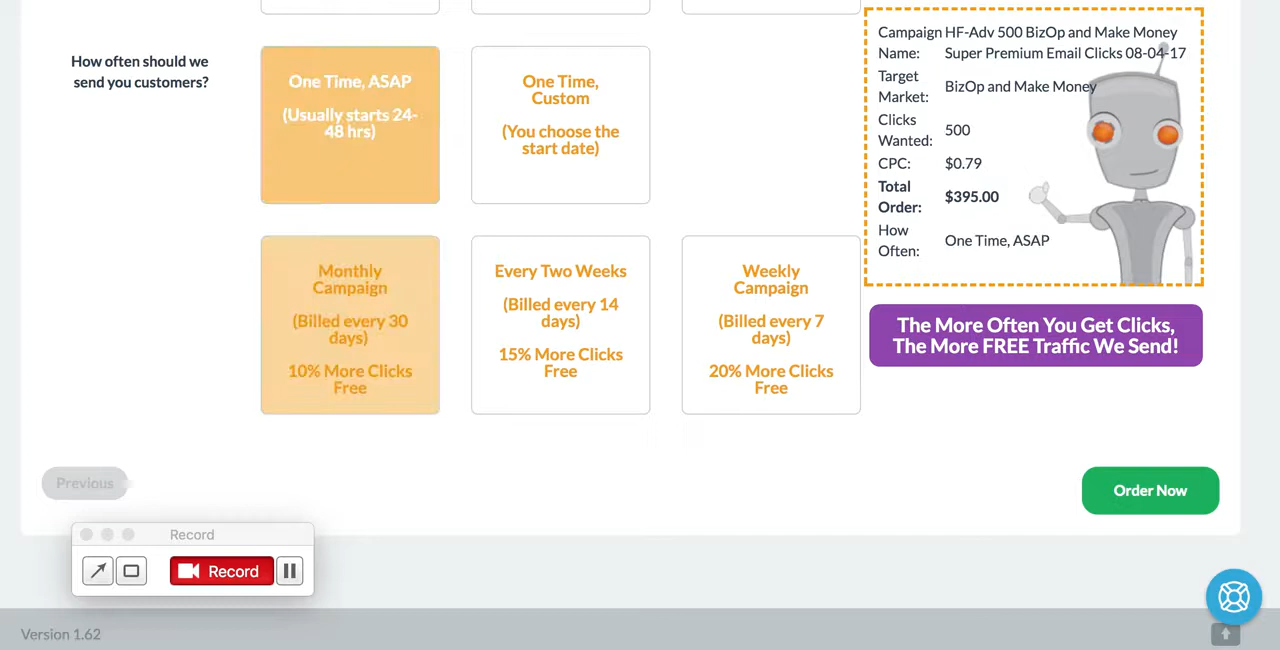 How often should we
send you customers?
One Time, ASAP
(Usually starts 24-
48 hrs)
One Time,
Custom
(You choose the
start date)
Monthly
Campaign
(Billed every 30
days)
10% More Clicks
Free
Every Two Weeks
(Billed every 14
days)
15% More Clicks
Free
Weekly
Campaign
(Billed every 7
days)
20% More Clicks
Free
Campaign HF-Adv 500 BizOp and Make Money
Name: Super Premium Email Clicks 08-04-17
Target
Market: BizOp and Make Money
Clicks
Wanted: 500
CPC: $0.79
Total
Order: $395.00
How
Often: One Time, ASAP
The More Often You Get Clicks,
The More FREE Traffic We Send!
Previous
Order Now
Record
Record
Version 1.62